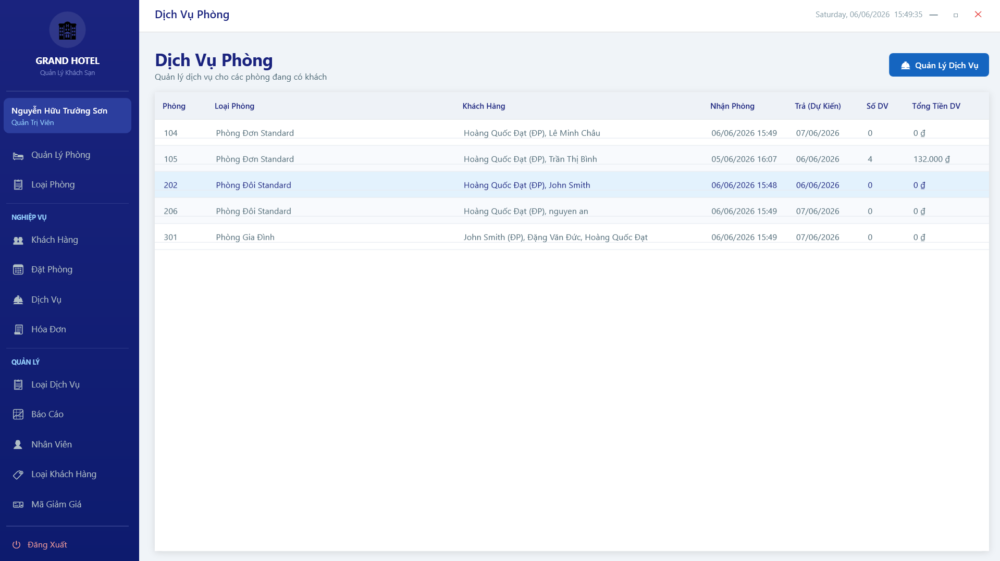 GRAND HOTEL
Quản Lý Khách Sạn
Nguyễn Hữu Trường Sơn
Quản Trị Viên
Quản Lý Phòng
Loại Phòng
NGHIỆP VỤ
Khách Hàng
Đặt Phòng
Dịch Vụ
Hóa Đơn
QUẢN LÝ
Loại Dịch Vụ
Báo Cáo
Nhân Viên
Loại Khách Hàng
Mã Giảm Giá
Đăng Xuất
Dịch Vụ Phòng
Saturday, 06/06/2026 15:49:35
Dịch Vụ Phòng
Quản lý dịch vụ cho các phòng đang có khách
Quản Lý Dịch Vụ
Phòng Loại Phòng Khách Hàng Nhận Phòng Trả (Dự Kiến) Số DV Tổng Tiền DV
104 Phòng Đơn Standard Hoàng Quốc Đạt (ĐP), Lê Minh Châu 06/06/2026 15:49 07/06/2026 0 0 ₫
105 Phòng Đơn Standard Hoàng Quốc Đạt (ĐP), Trần Thị Bình 05/06/2026 16:07 06/06/2026 4 132.000 ₫
202 Phòng Đôi Standard Hoàng Quốc Đạt (ĐP), John Smith 06/06/2026 15:48 06/06/2026 0 0 ₫
206 Phòng Đôi Standard Hoàng Quốc Đạt (ĐP), nguyen an 06/06/2026 15:49 07/06/2026 0 0 ₫
301 Phòng Gia Đình John Smith (ĐP), Đặng Văn Đức, Hoàng Quốc Đạt 06/06/2026 15:49 07/06/2026 0 0 ₫